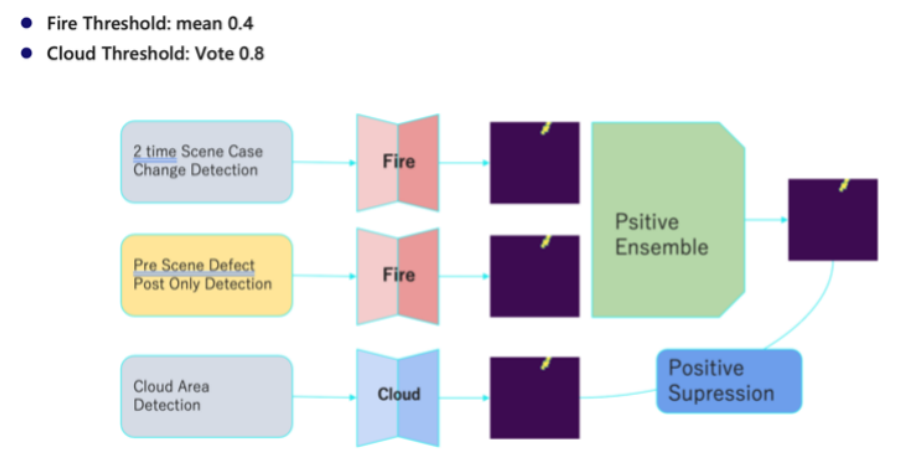 Fire Threshold: mean 0.4
Cloud Threshold: Vote 0.8
2 time Scene Case
Change Detection
Fire
Psitive
Ensemble
Pre Scene Defect
Post Only Detection
Fire
Cloud Area
Detection
Cloud
Positive
Supression